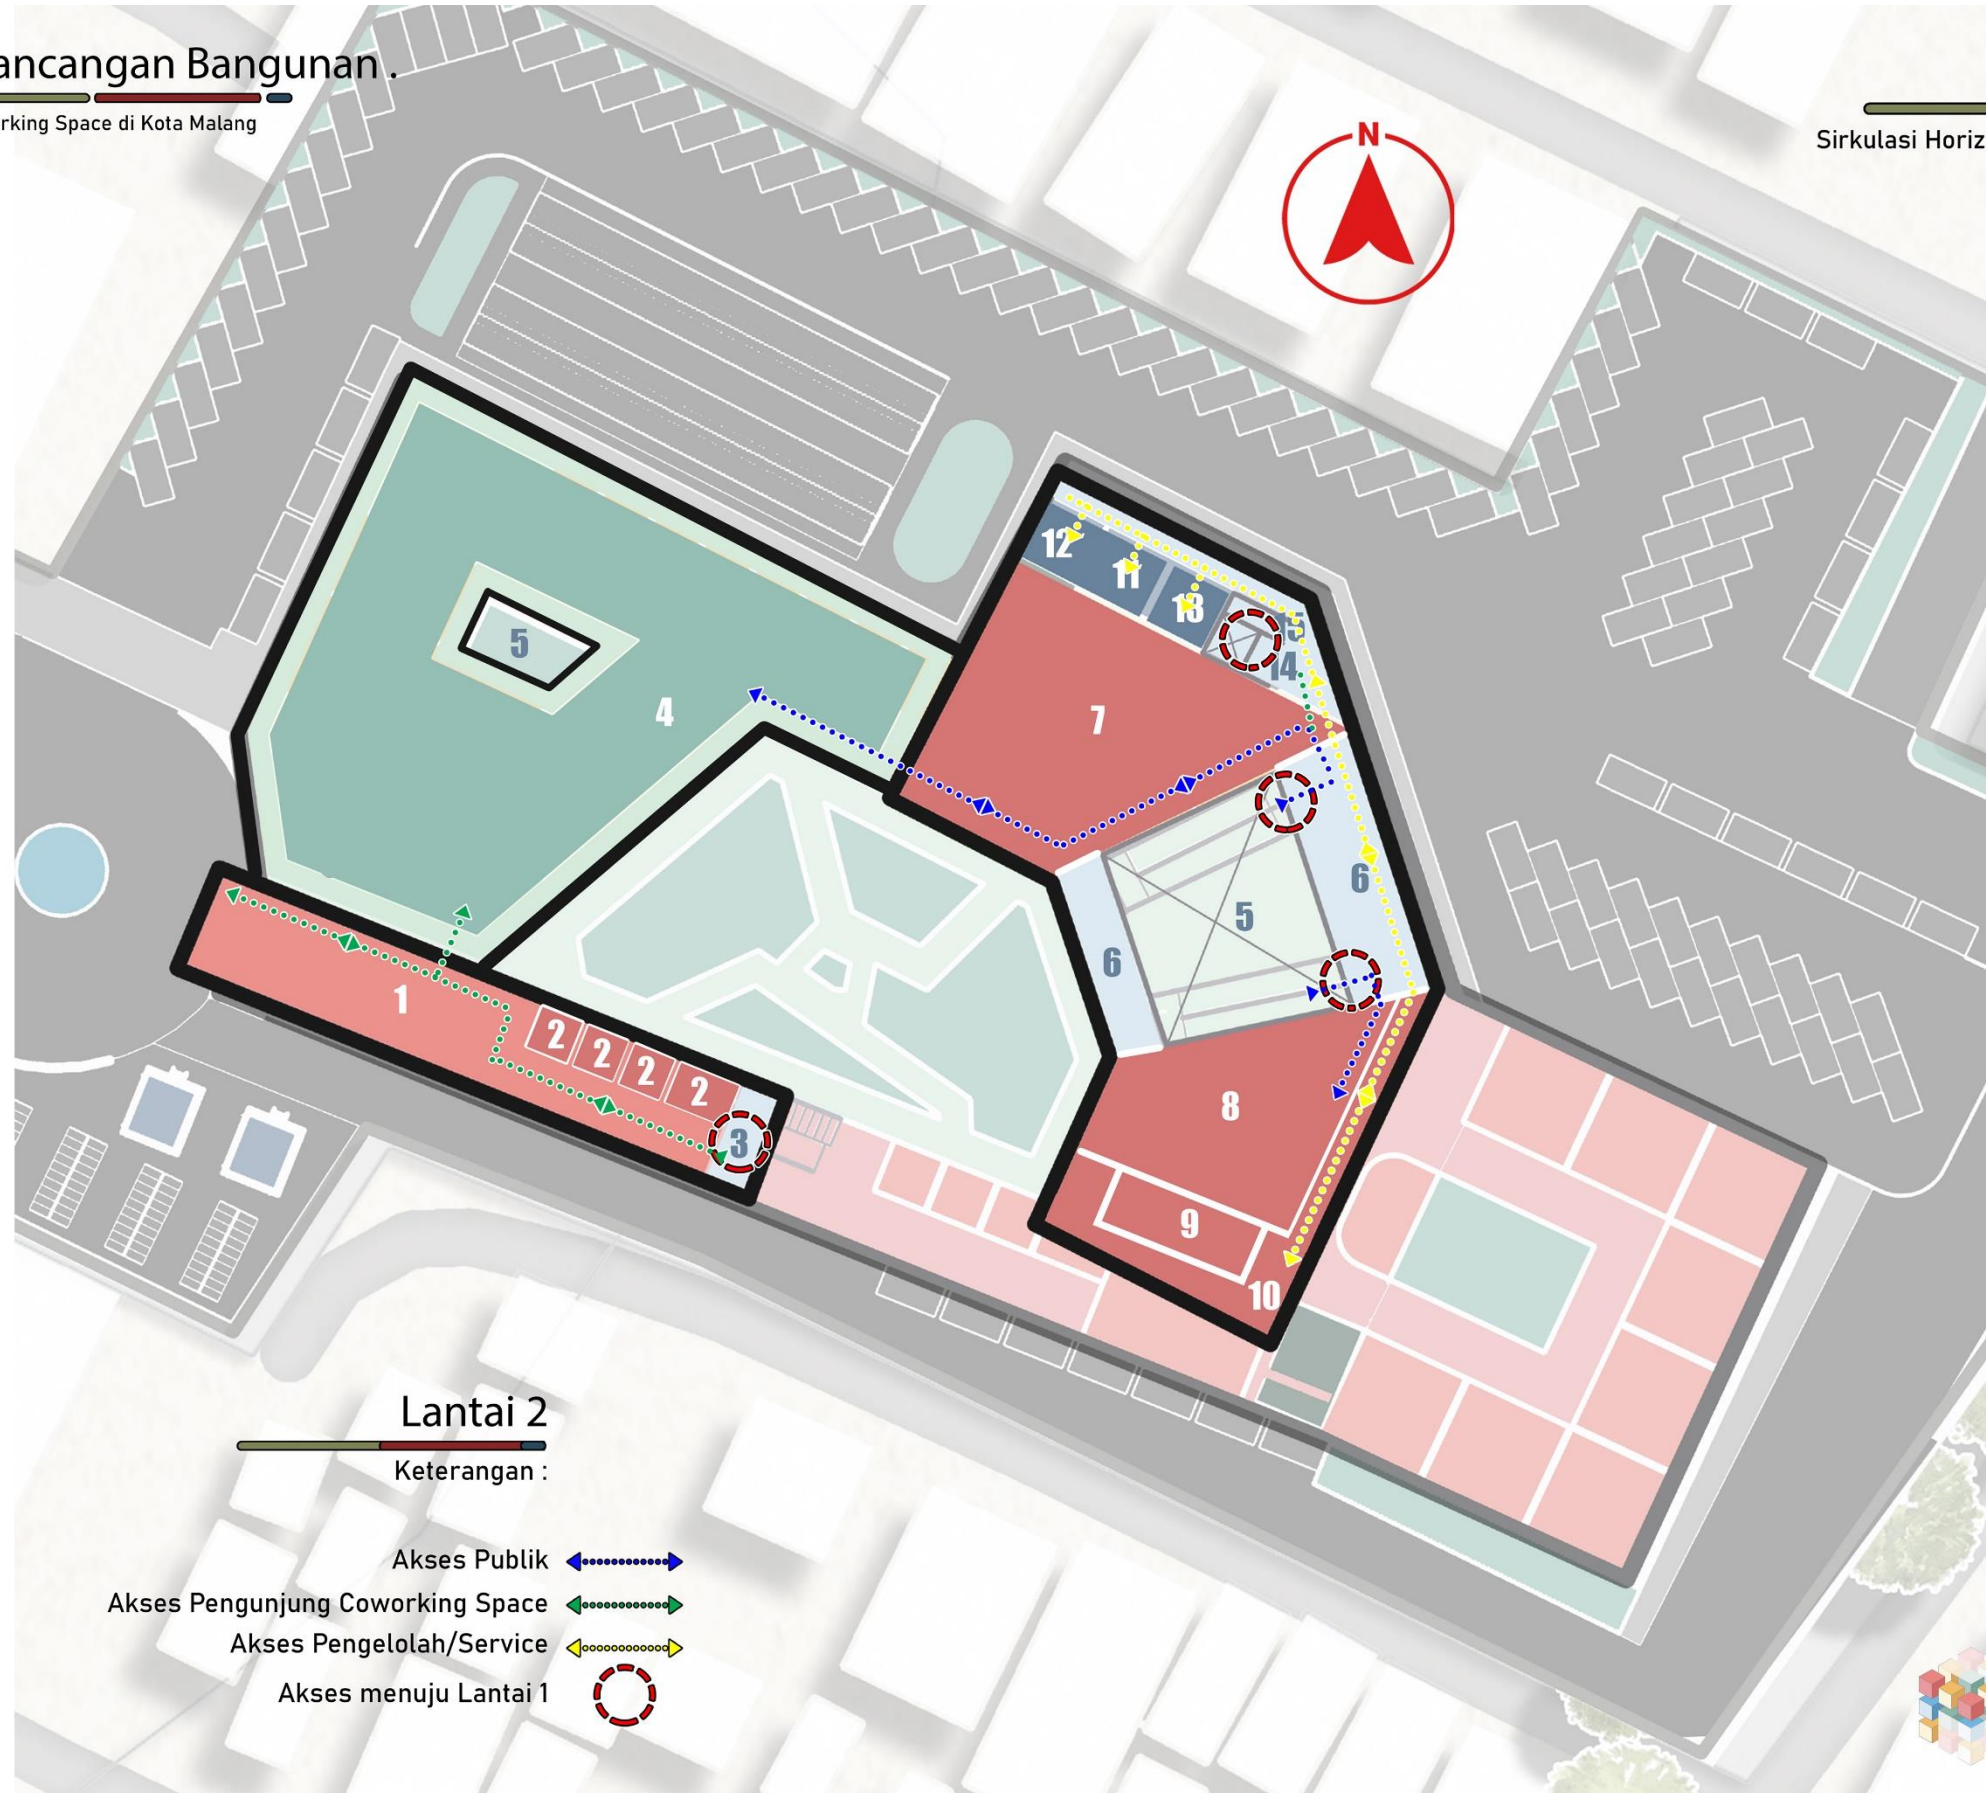 ancangan Bangunan .
rking Space di Kota Malang
Sirkulasi Horiz
N
12
11
13
15
14
5
4
7
6
5
6
1
2
2
2
2
3
8
9
10
Lantai 2
Keterangan :
Akses Publik
Akses Pengunjung Coworking Space
Akses Pengelolah/Service
Akses menuju Lantai 1